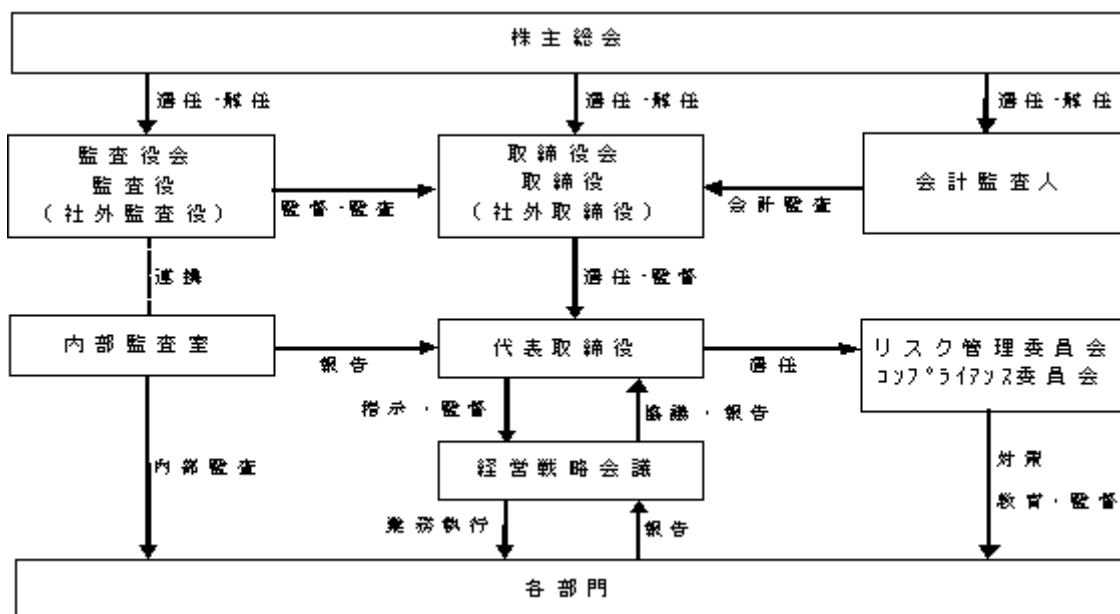 株主総会
選任・解任
選任・解任
選任・解任
監査役会
監査役
(社外監査役)
取締役会
取締役
(社外取締役)
会計監査人
監督・監査
会計監査
連携
選任・監督
内部監査室
代表取締役
リスク管理委員会
コンプライアンス委員会
報告
選任
指示・監督
協議・報告
経営戦略会議
内部監査
対策
教育・監督
業務執行
報告
各部門